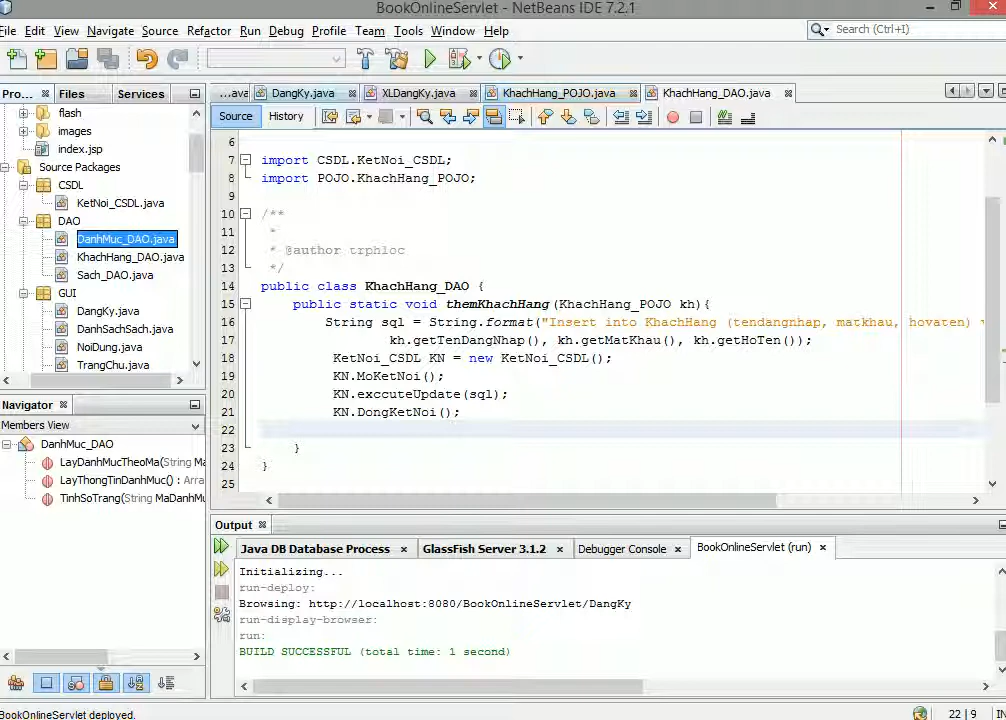 BookOnlineServlet - NetBeans IDE 7.2.1
File Edit View Navigate Source Refactor Run Debug Profile Team Tools Window Help
Search (Ctrl+I)
Pro... Files Services
flash
images
index.jsp
Source Packages
CSDL
KetNoi_CSDL.java
DAO
DanhMuc_DAO.java
KhachHang_DAO.java
Sach_DAO.java
GUI
DangKy.java
DanhSachSach.java
NoiDung.java
TrangChu.java
Navigator
Members View
DanhMuc_DAO
LayDanhMucTheoMa(String Ma
LayThongTinDanhMuc() : Arra
TinhSoTrang(String MaDanhMu
...ava DangKy.java XLDangKy.java KhachHang_POJO.java KhachHang_DAO.java
Source History
6
7 import CSDL.KetNoi_CSDL;
8 import POJO.KhachHang_POJO;
9
10 /**
11 *
12 * @author trphloc
13 */
14 public class KhachHang_DAO {
15 public static void themKhachHang(KhachHang_POJO kh){
16 String sql = String.format("Insert into KhachHang (tendangnhap, matkhau, hovaten) v
17 kh.getTenDangNhap(), kh.getMatKhau(), kh.getHoTen());
18 KetNoi_CSDL KN = new KetNoi_CSDL();
19 KN.MoKetNoi();
20 KN.exccuteUpdate(sql);
21 KN.DongKetNoi();
22
23 }
24 }
25
Output
Java DB Database Process GlassFish Server 3.1.2 Debugger Console BookOnlineServlet (run)
Initializing...
run-deploy:
Browsing: http://localhost:8080/BookOnlineServlet/DangKy
run-display-browser:
run:
BUILD SUCCESSFUL (total time: 1 second)
BookOnlineServlet deployed.
22 | 9 IN